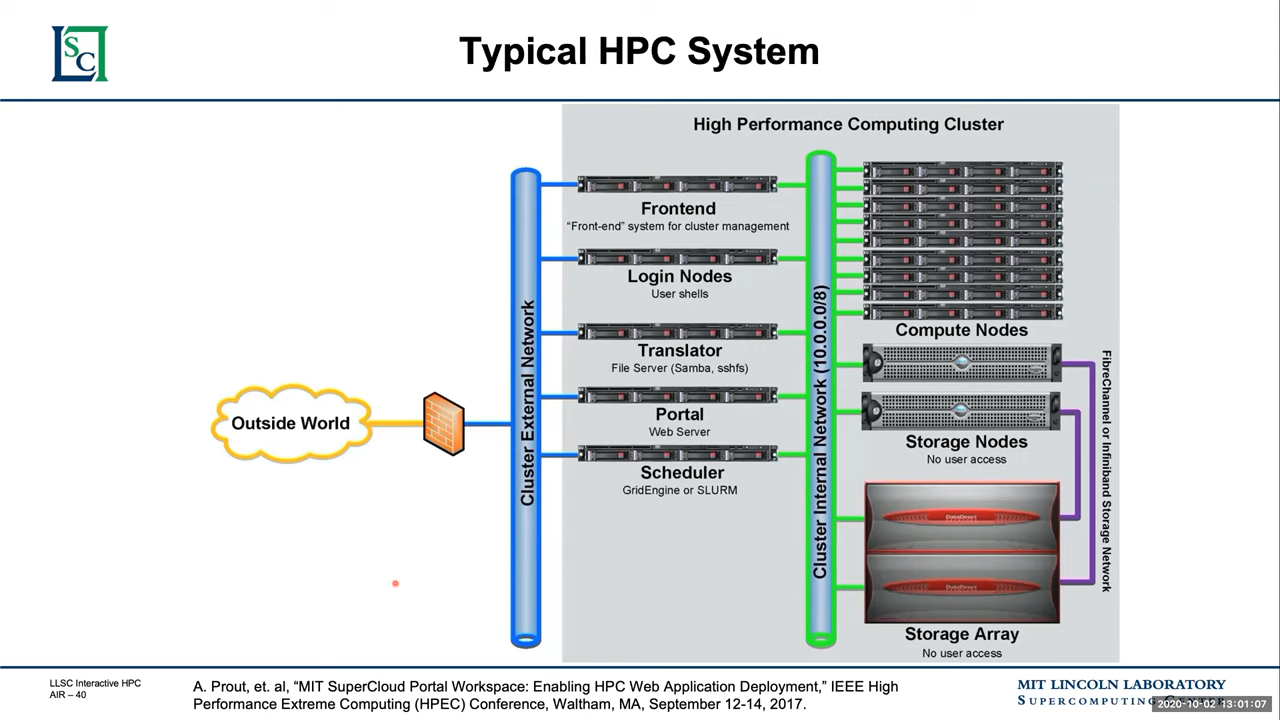 S
C
Typical HPC System
High Performance Computing Cluster
Frontend
“Front-end” system for cluster management
Login Nodes
User shells
Translator
File Server (Samba, sshfs)
Portal
Web Server
Scheduler
GridEngine or SLURM
Outside World
Cluster External Network
Cluster Internal Network (10.0.0.0/8)
Compute Nodes
Storage Nodes
No user access
DataDirect
DataDirect
Storage Array
No user access
FibreChannel or Infiniband Storage Network
LLSC Interactive HPC
AIR – 40
A. Prout, et. al, “MIT SuperCloud Portal Workspace: Enabling HPC Web Application Deployment,” IEEE High
Performance Extreme Computing (HPEC) Conference, Waltham, MA, September 12-14, 2017.
MIT LINCOLN LABORATORY
SUPERCOMPUTING CENTER
2020-10-02 13:01:07